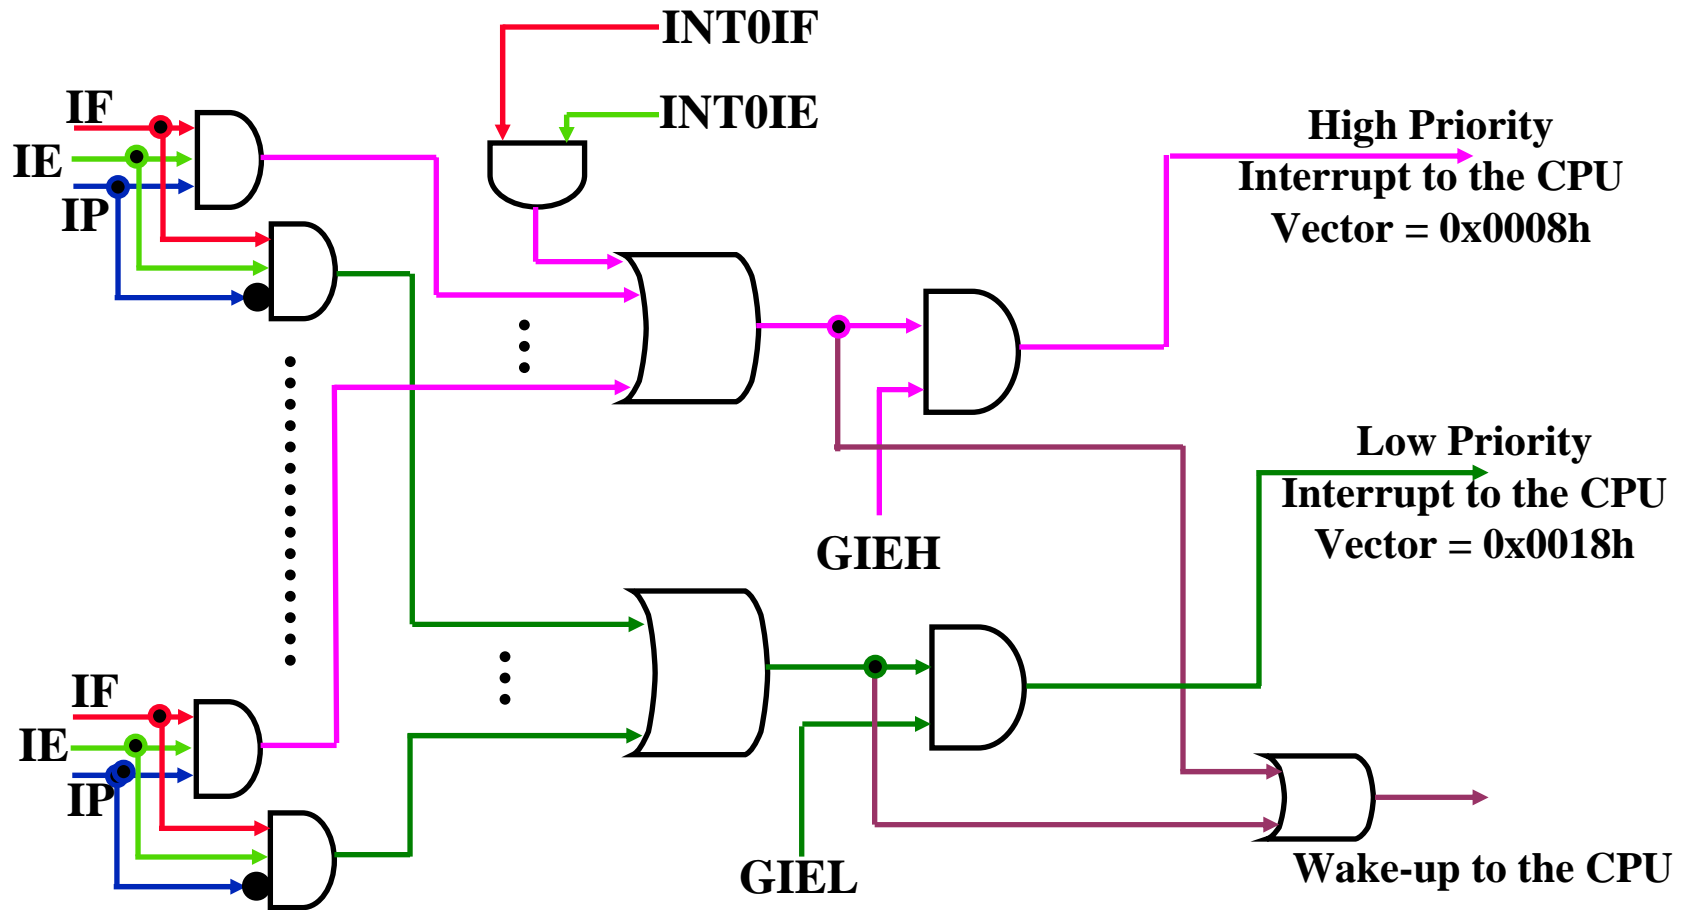 INT0IF
INT0IE
IF
IE
IP
High Priority
Interrupt to the CPU
Vector = 0x0008h
GIEH
Low Priority
Interrupt to the CPU
Vector = 0x0018h
IF
IE
IP
GIEL
Wake-up to the CPU